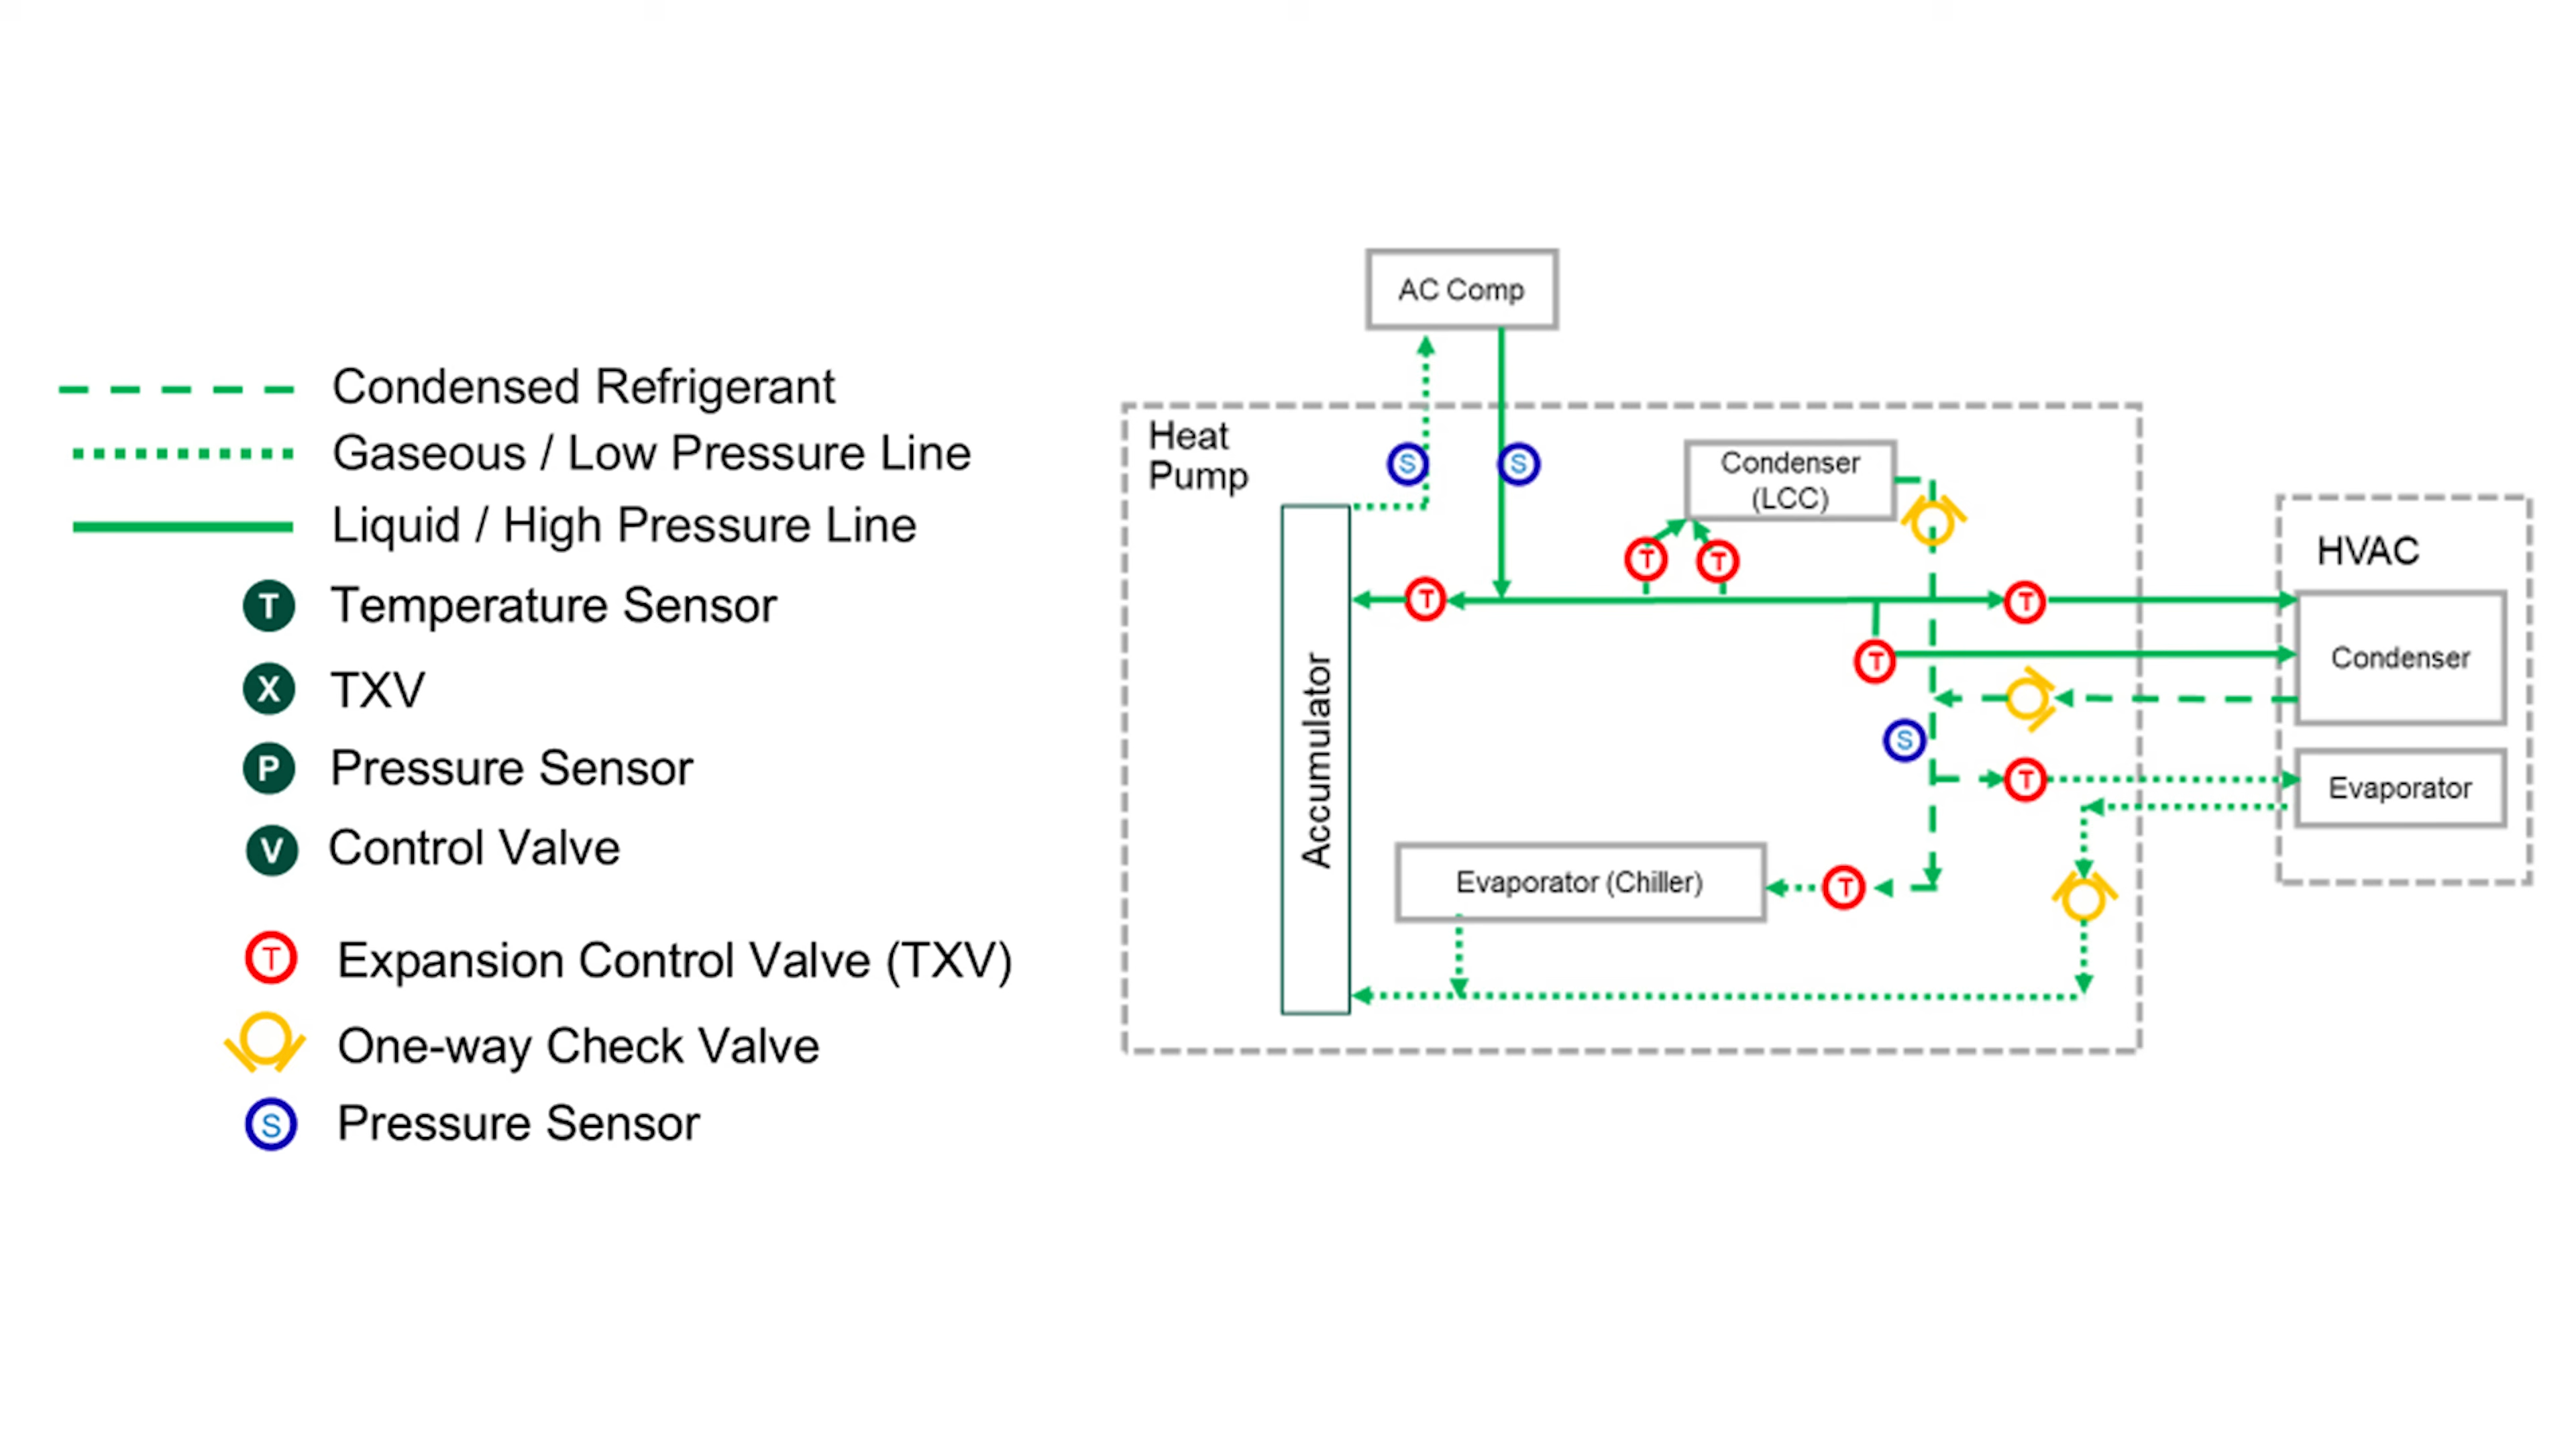 Condensed Refrigerant
Gaseous / Low Pressure Line
Liquid / High Pressure Line
T Temperature Sensor
X TXV
P Pressure Sensor
V Control Valve
T Expansion Control Valve (TXV)
One-way Check Valve
S Pressure Sensor
AC Comp
Heat
Pump
S
S
Condenser
(LCC)
T
T
T
T
HVAC
Accumulator
T
Condenser
S
T
Evaporator
Evaporator (Chiller)
T